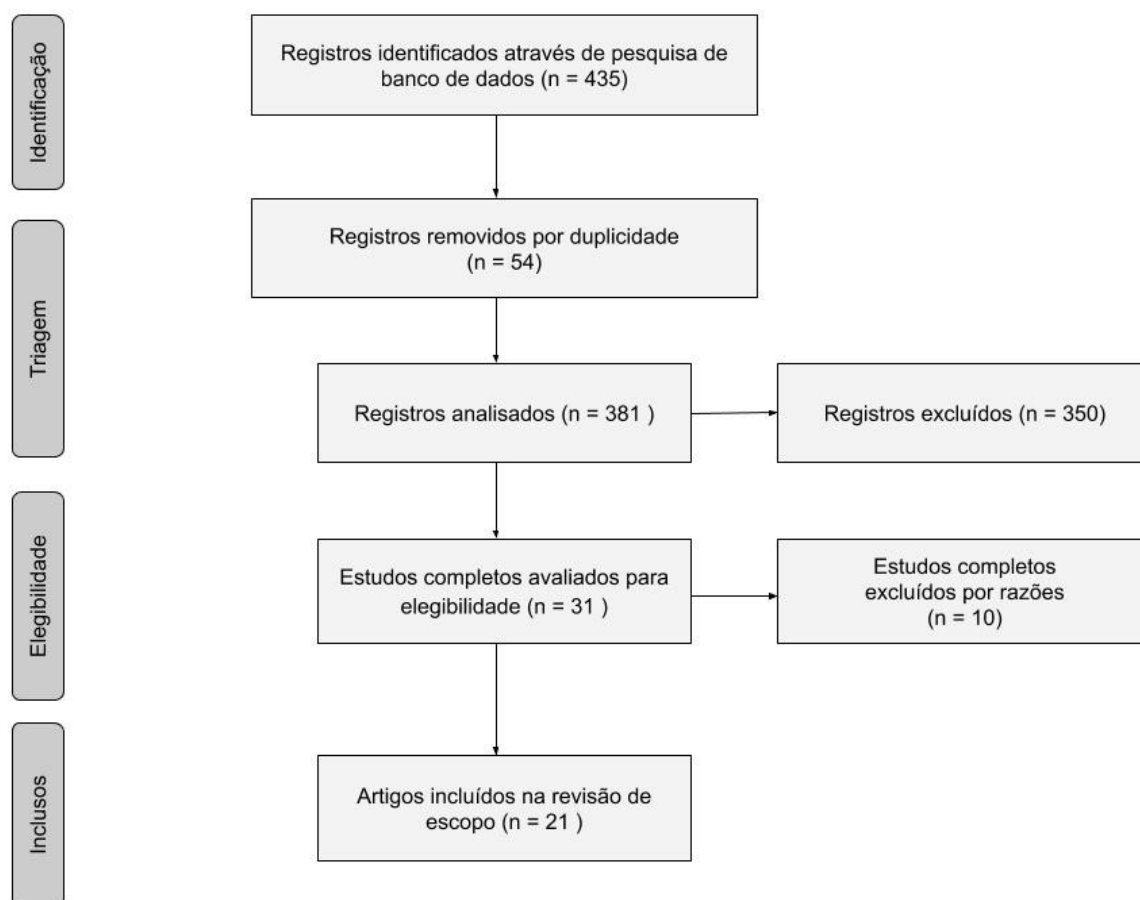 Identificação
Registros identificados através de pesquisa de
banco de dados (n = 435)
Triagem
Registros removidos por duplicidade
(n = 54)
Registros analisados (n = 381 )
Registros excluídos (n = 350)
Elegibilidade
Estudos completos avaliados para
elegibilidade (n = 31 )
Estudos completos
excluídos por razões
(n = 10)
Inclusos
Artigos incluídos na revisão de
escopo (n = 21 )